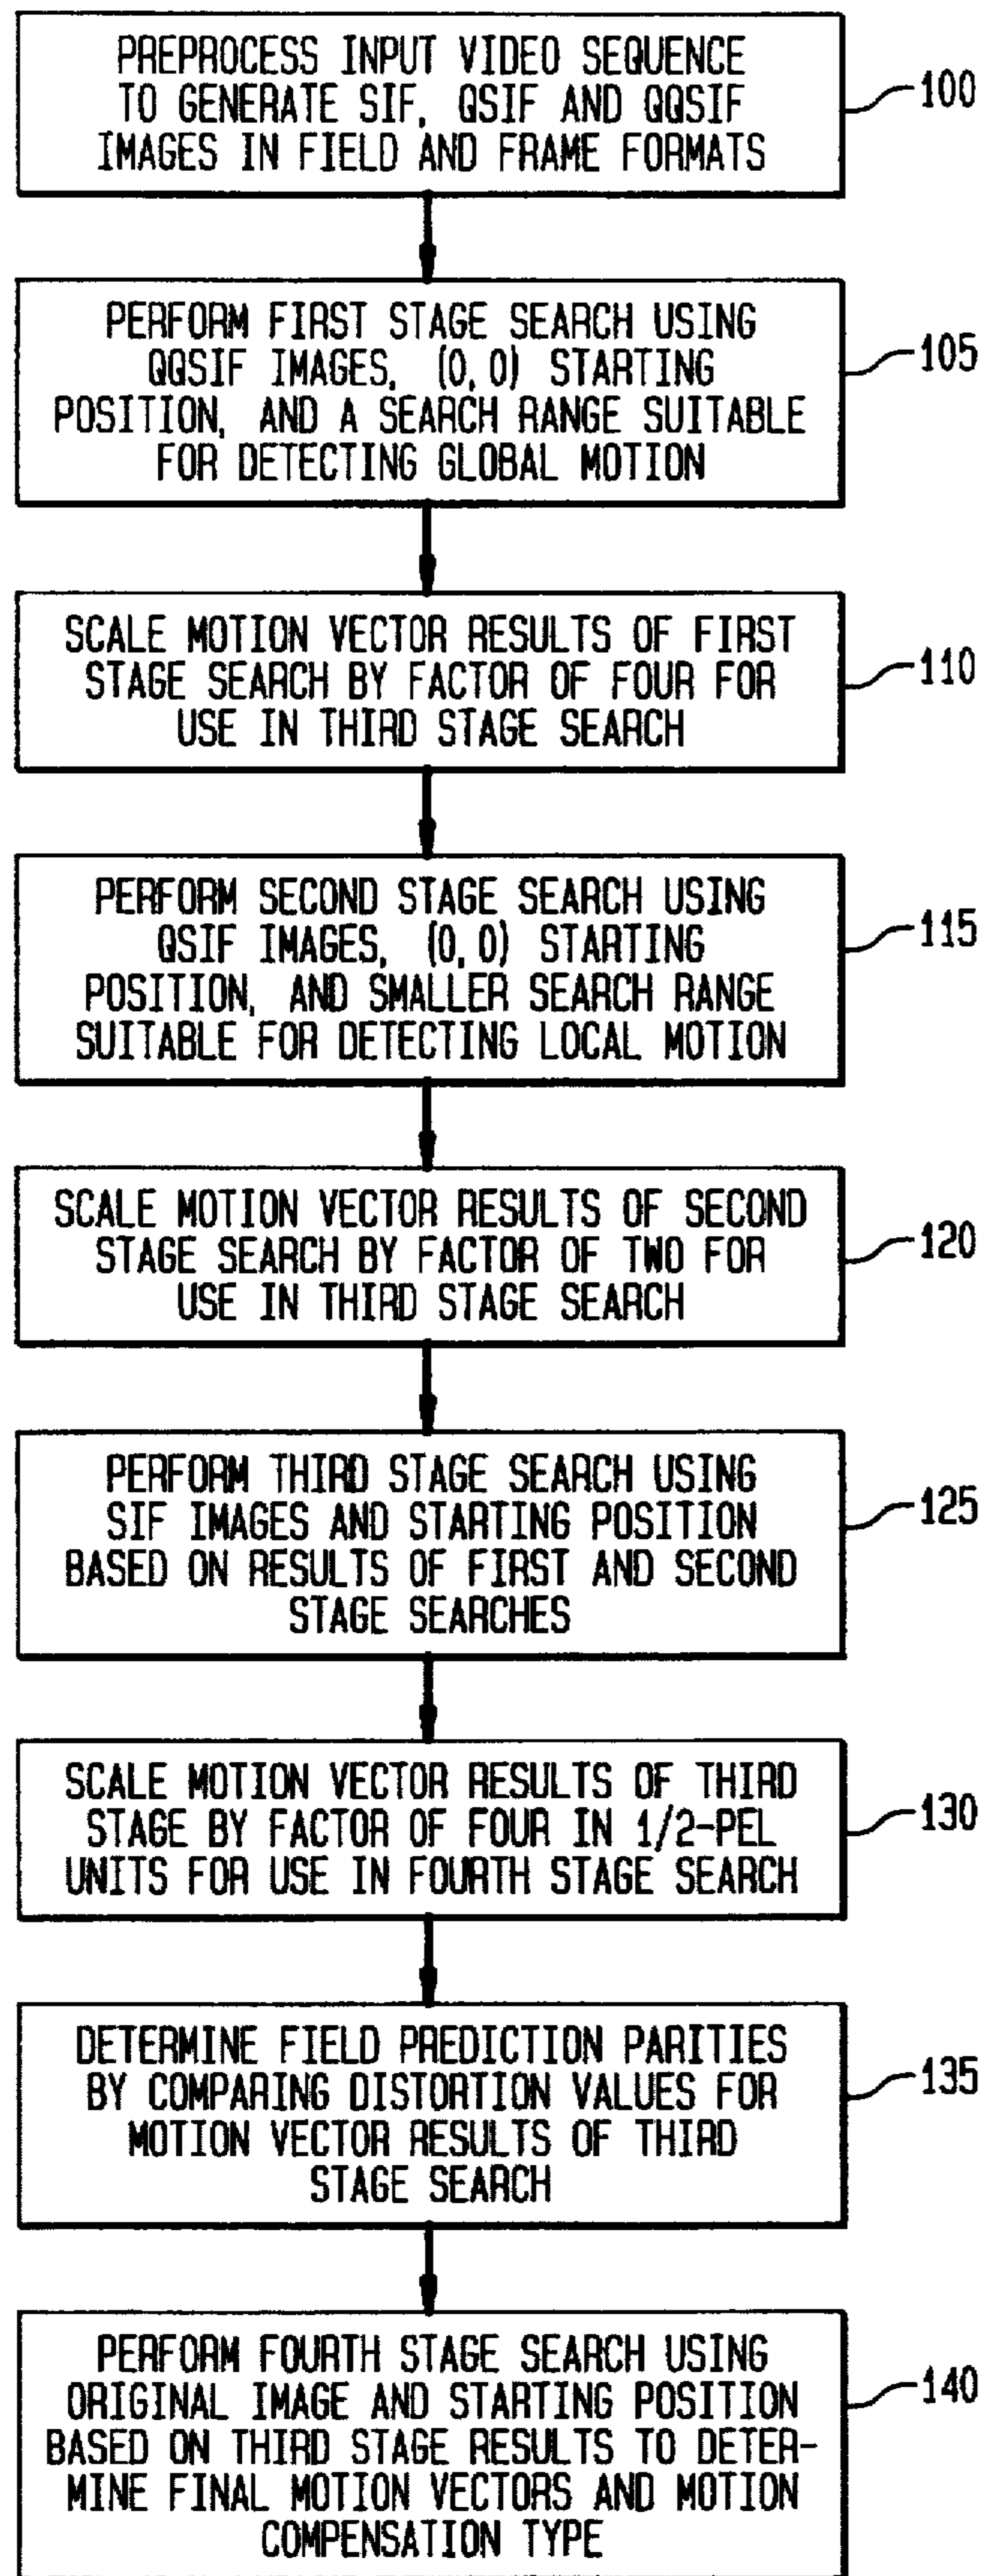 PREPROCESS INPUT VIDEO SEQUENCE
TO GENERATE SIF, QSIF AND QQSIF
IMAGES IN FIELD AND FRAME FORMATS
100
PERFORM FIRST STAGE SEARCH USING
QQSIF IMAGES, (0,0) STARTING
POSITION, AND A SEARCH RANGE SUITABLE
FOR DETECTING GLOBAL MOTION
105
SCALE MOTION VECTOR RESULTS OF FIRST
STAGE SEARCH BY FACTOR OF FOUR FOR
USE IN THIRD STAGE SEARCH
110
PERFORM SECOND STAGE SEARCH USING
QSIF IMAGES, (0,0) STARTING
POSITION, AND SMALLER SEARCH RANGE
SUITABLE FOR DETECTING LOCAL MOTION
115
SCALE MOTION VECTOR RESULTS OF SECOND
STAGE SEARCH BY FACTOR OF TWO FOR
USE IN THIRD STAGE SEARCH
120
PERFORM THIRD STAGE SEARCH USING
SIF IMAGES AND STARTING POSITION
BASED ON RESULTS OF FIRST AND SECOND
STAGE SEARCHES
125
SCALE MOTION VECTOR RESULTS OF THIRD
STAGE BY FACTOR OF FOUR IN 1/2-PEL
UNITS FOR USE IN FOURTH STAGE SEARCH
130
DETERMINE FIELD PREDICTION PARITIES
BY COMPARING DISTORTION VALUES FOR
MOTION VECTOR RESULTS OF THIRD
STAGE SEARCH
135
PERFORM FOURTH STAGE SEARCH USING
ORIGINAL IMAGE AND STARTING POSITION
BASED ON THIRD STAGE RESULTS TO DETER-
MINE FINAL MOTION VECTORS AND MOTION
COMPENSATION TYPE
140